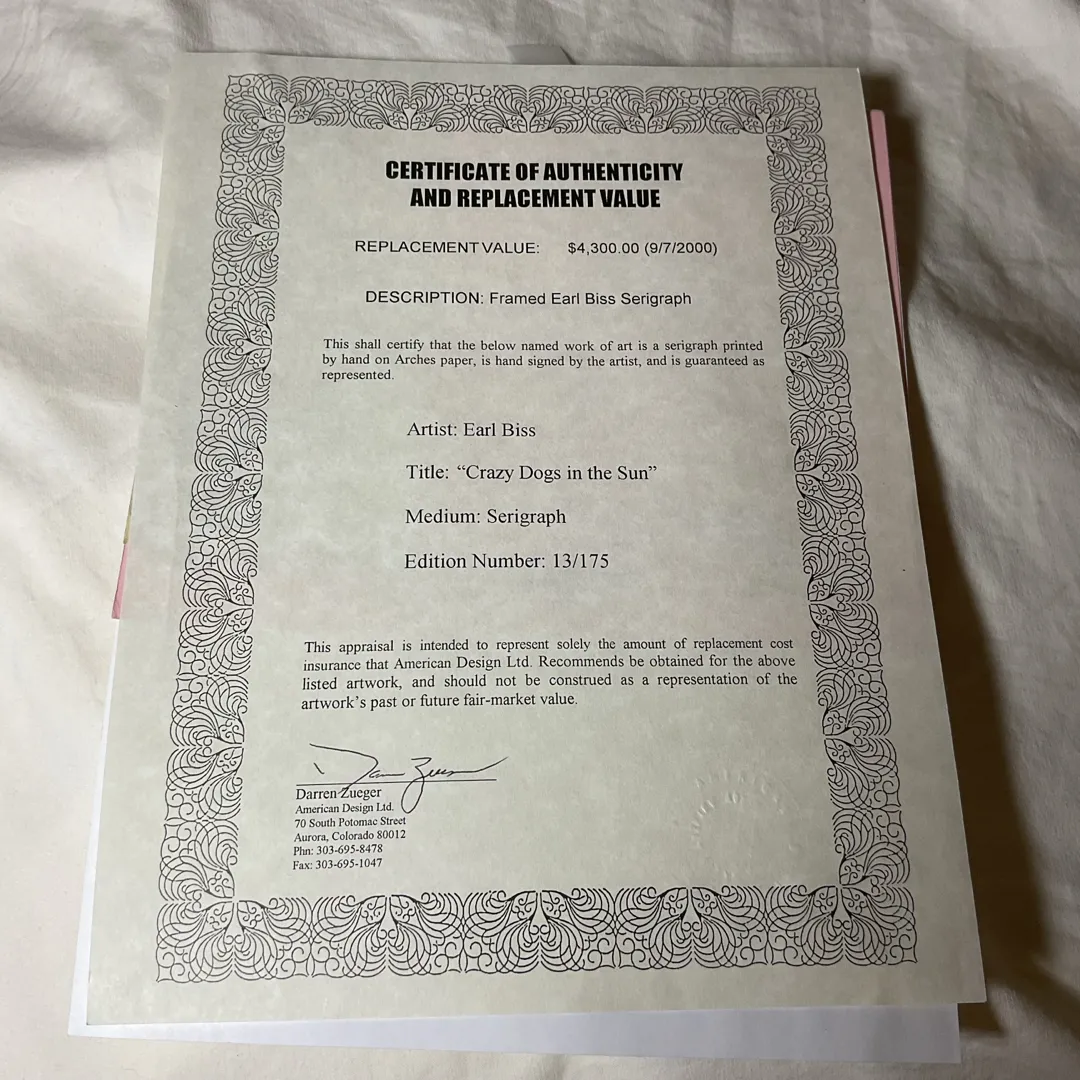 CERTIFICATE OF AUTHENTICITY
AND REPLACEMENT VALUE
REPLACEMENT VALUE: $4,300.00 (9/7/2000)
DESCRIPTION: Framed Earl Biss Serigraph
This shall certify that the below named work of art is a serigraph printed
by hand on Arches paper, is hand signed by the artist, and is guaranteed as
represented.
Artist: Earl Biss
Title: “Crazy Dogs in the Sun”
Medium: Serigraph
Edition Number: 13/175
This appraisal is intended to represent solely the amount of replacement cost
insurance that American Design Ltd. Recommends be obtained for the above
listed artwork, and should not be construed as a representation of the
artwork’s past or future fair-market value.
Darren Zueger
American Design Ltd.
70 South Potomac Street
Aurora, Colorado 80012
Phn: 303-695-8478
Fax: 303-695-1047